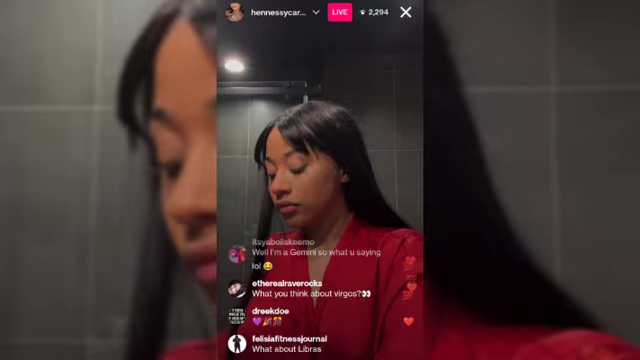 hennessycar...
LIVE
2,294
itsyaboiiskeemo
Well I'm a Gemini so what u saying
lol 😂
etherealraverocks
What you think about virgos?👀
dreekdoe
💜🎉🎊
felisiafitnessjournal
What about Libras